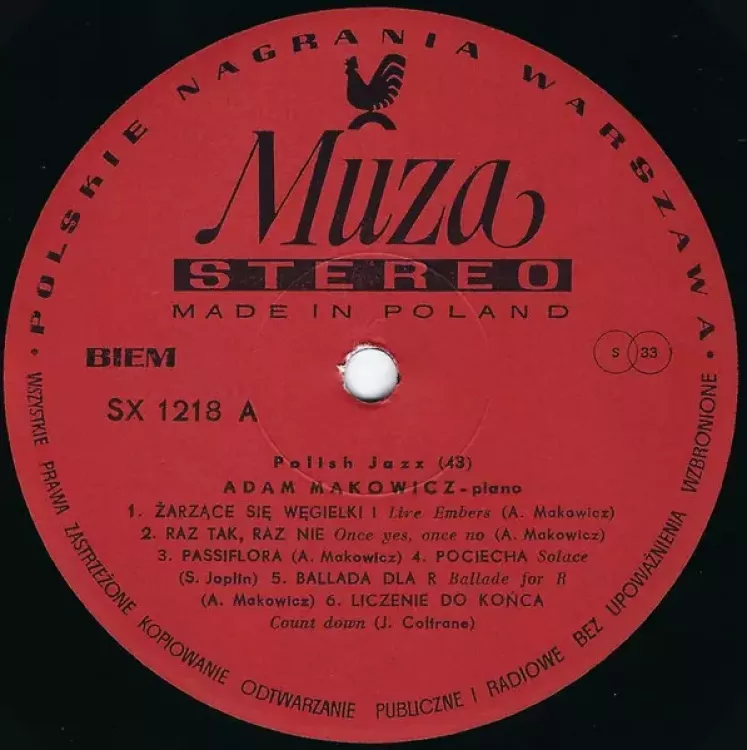 • POLSKIE NAGRANIA WARSZAWA •
Muza
STEREO
MADE IN POLAND
BIEM
S 33
SX 1218 A
Polish Jazz (43)
ADAM MAKOWICZ - piano
1. ŻARZĄCE SIĘ WĘGIELKI I Live Embers (A. Makowicz)
2. RAZ TAK, RAZ NIE Once yes, once no (A. Makowicz)
3. PASSIFLORA (A. Makowicz) 4. POCIECHA Solace
(S. Joplin) 5. BALLADA DLA R Ballade for R
(A. Makowicz) 6. LICZENIE DO KOŃCA
Count down (J. Coltrane)
WSZYSTKIE PRAWA ZASTRZEŻONE KOPIOWANIE ODTWARZANIE PUBLICZNE I RADIOWE BEZ UPOWAŻNIENIA WZBRONIONE